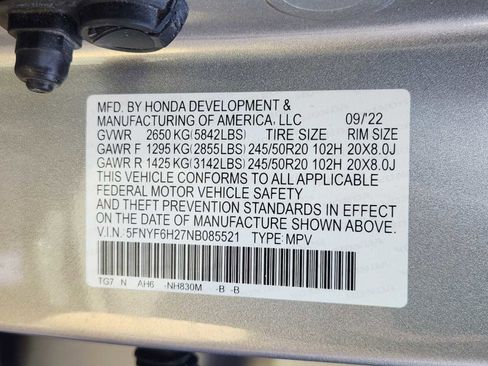 MFD. BY HONDA DEVELOPMENT &
MANUFACTURING OF AMERICA, LLC 09/'22
GVWR 2650 KG (5842LBS) TIRE SIZE RIM SIZE
GAWR F 1295 KG (2855LBS) 245/50R20 102H 20X8.0J
GAWR R 1425 KG (3142LBS) 245/50R20 102H 20X8.0J
THIS VEHICLE CONFORMS TO ALL APPLICABLE
FEDERAL MOTOR VEHICLE SAFETY
AND THEFT PREVENTION STANDARDS IN EFFECT
ON THE DATE OF MANUFACTURE SHOWN ABOVE.
V.I.N. 5FNYF6H27NB085521 TYPE: MPV
TG7 N AH6 -NH830M -B -B